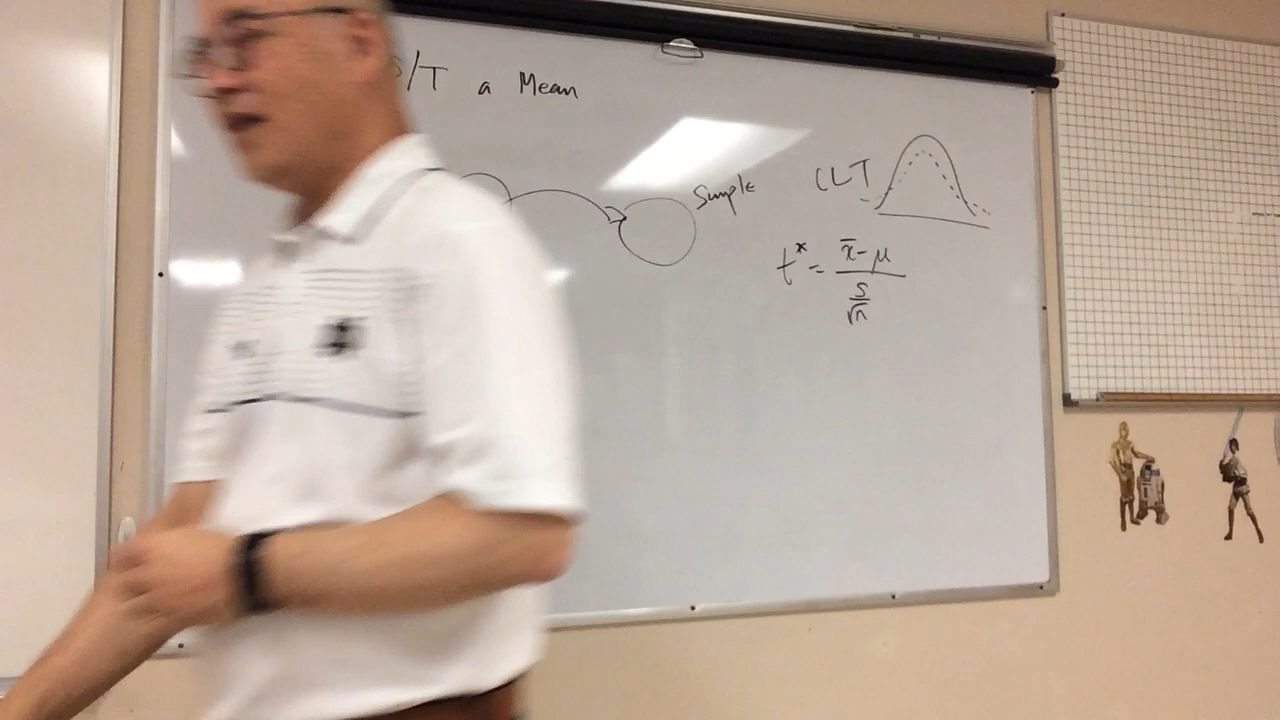 S/T a Mean
Sample
CLT
t* = x̄ - μ
s
√n